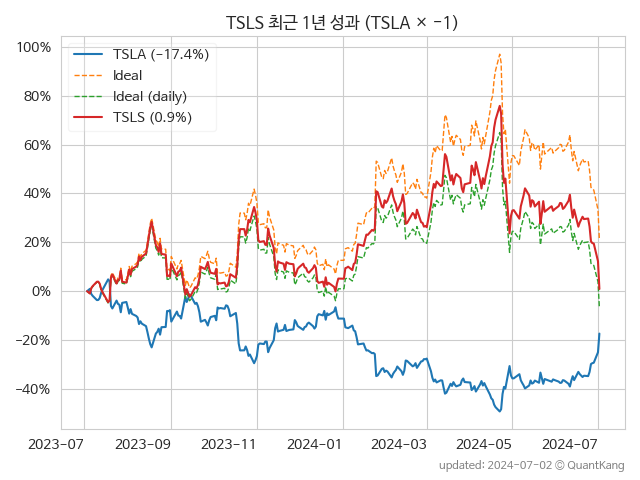 TSLS 최근 1년 성과 (TSLA × −1)
TSLA (−17.4%)
Ideal
Ideal (daily)
TSLS (0.9%)
100%
80%
60%
40%
20%
0%
−20%
−40%
2023-07
2023-09
2023-11
2024-01
2024-03
2024-05
2024-07
updated: 2024-07-02 © QuantKang